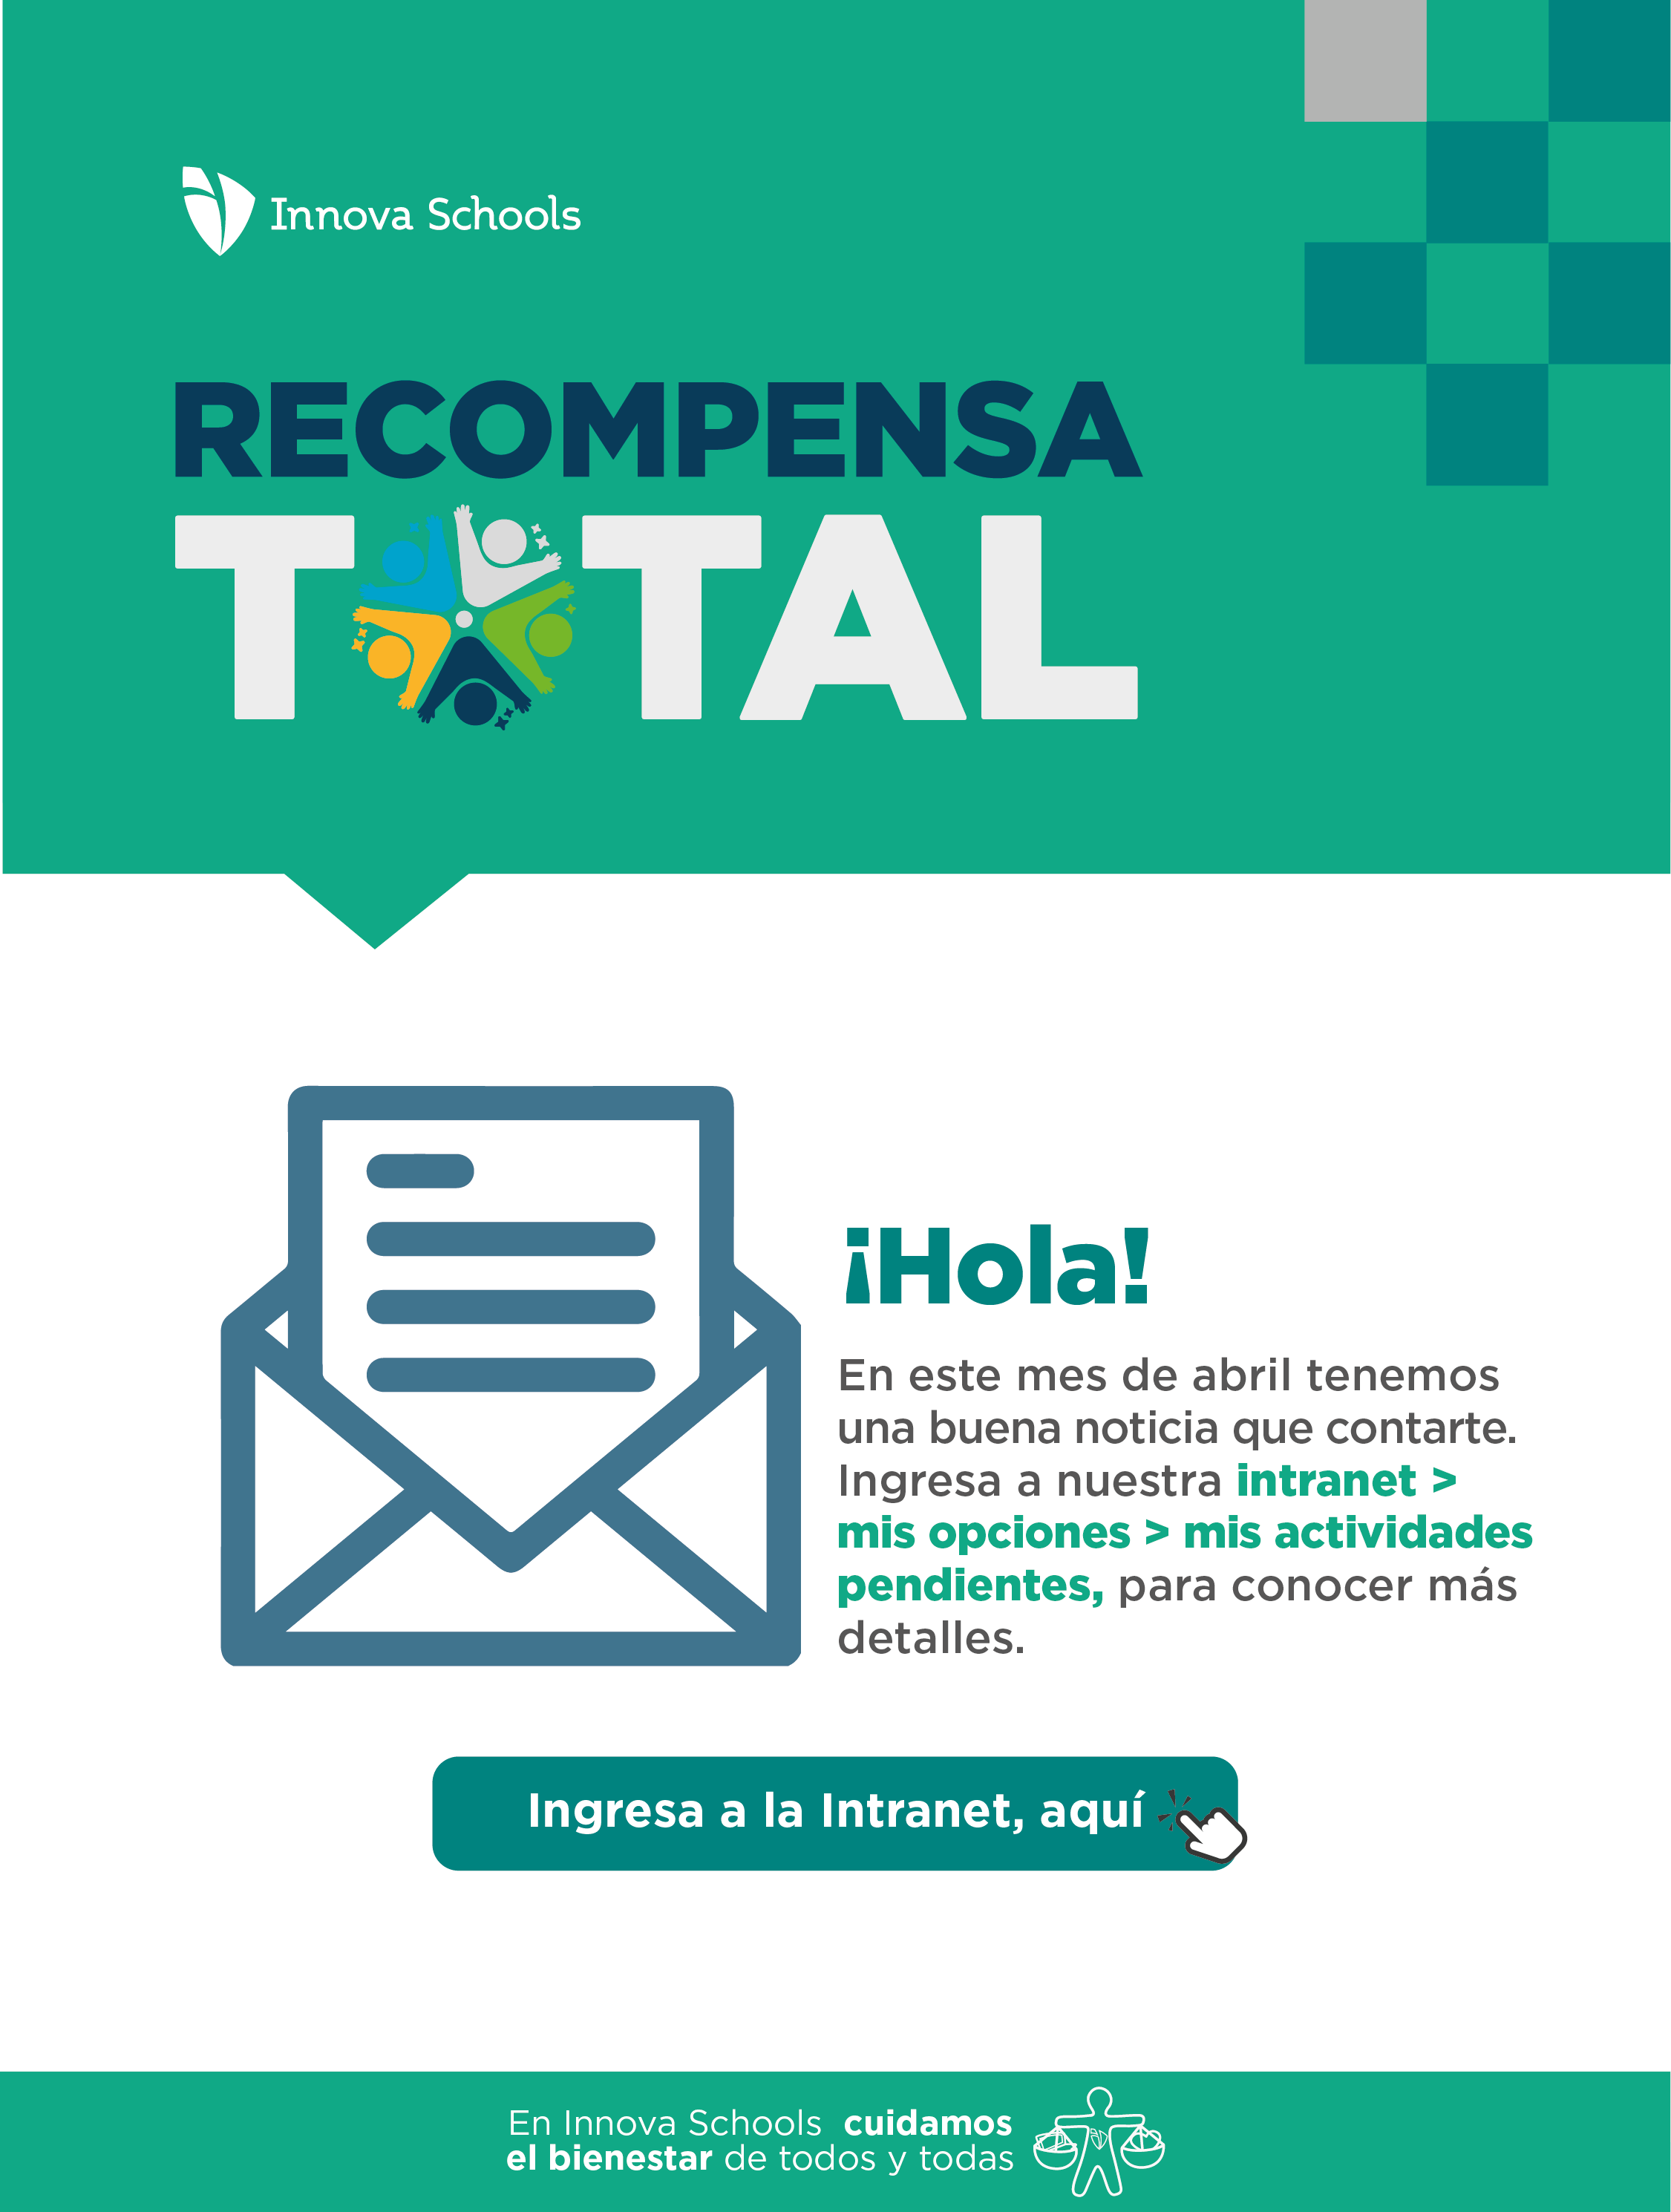 Innova Schools
RECOMPENSA
TOTAL
¡Hola!
En este mes de abril tenemos
una buena noticia que contarte.
Ingresa a nuestra intranet >
mis opciones > mis actividades
pendientes, para conocer más
detalles.
Ingresa a la Intranet, aquí
En Innova Schools cuidamos
el bienestar de todos y todas